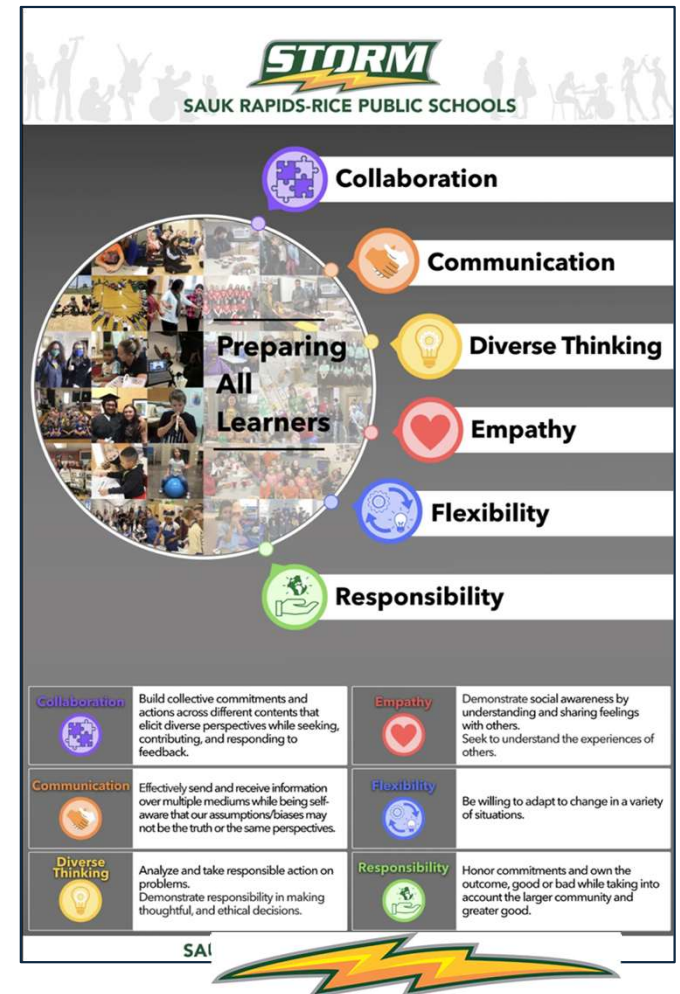 STORM
SAUK RAPIDS-RICE PUBLIC SCHOOLS
Collaboration
Communication
Diverse Thinking
Empathy
Flexibility
Responsibility
Preparing
All
Learners
Collaboration
Build collective commitments and
actions across different contents that
elicit diverse perspectives while seeking,
contributing, and responding to
feedback.
Empathy
Demonstrate social awareness by
understanding and sharing feelings
with others.
Seek to understand the experiences of
others.
Communication
Effectively send and receive information
over multiple mediums while being self-
aware that our assumptions/biases may
not be the truth or the same perspectives.
Flexibility
Be willing to adapt to change in a variety
of situations.
Diverse
Thinking
Analyze and take responsible action on
problems.
Demonstrate responsibility in making
thoughtful, and ethical decisions.
Responsibility
Honor commitments and own the
outcome, good or bad while taking into
account the larger community and
greater good.